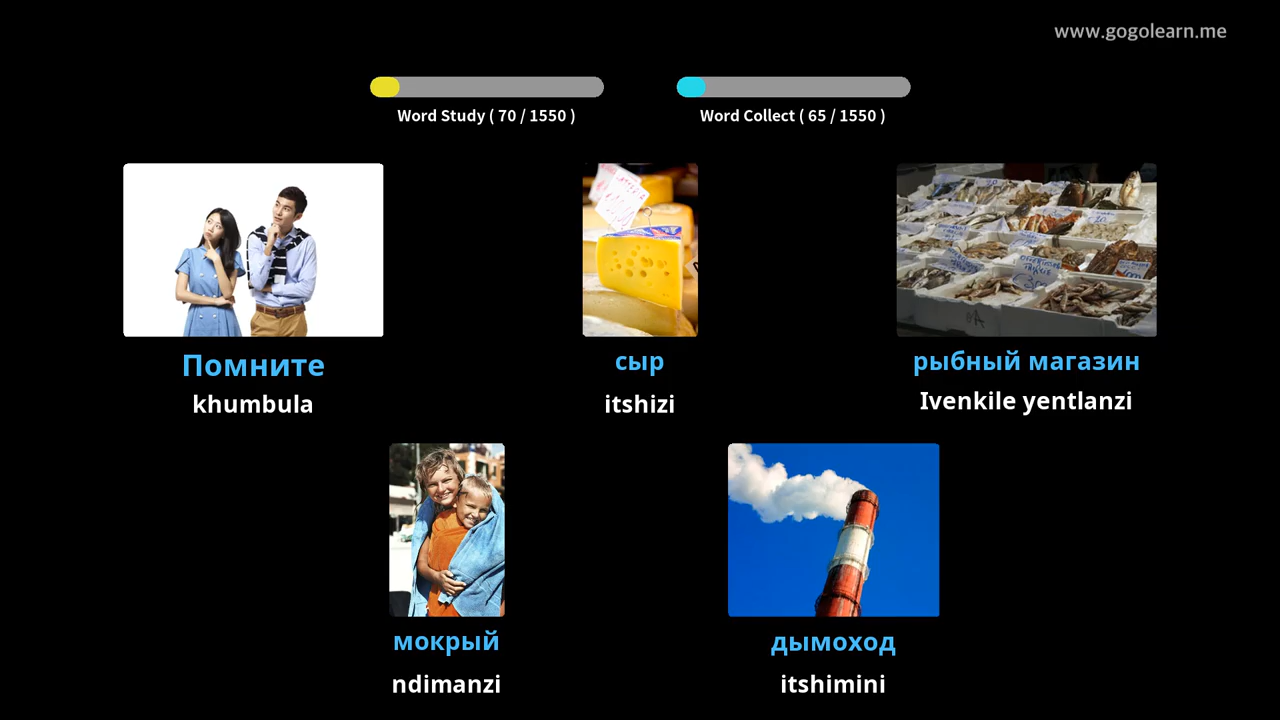 www.gogolearn.me
Word Study ( 70 / 1550 )
Word Collect ( 65 / 1550 )
Помните
khumbula
сыр
itshizi
рыбный магазин
Ivenkile yentlanzi
мокрый
ndimanzi
дымоход
itshimini